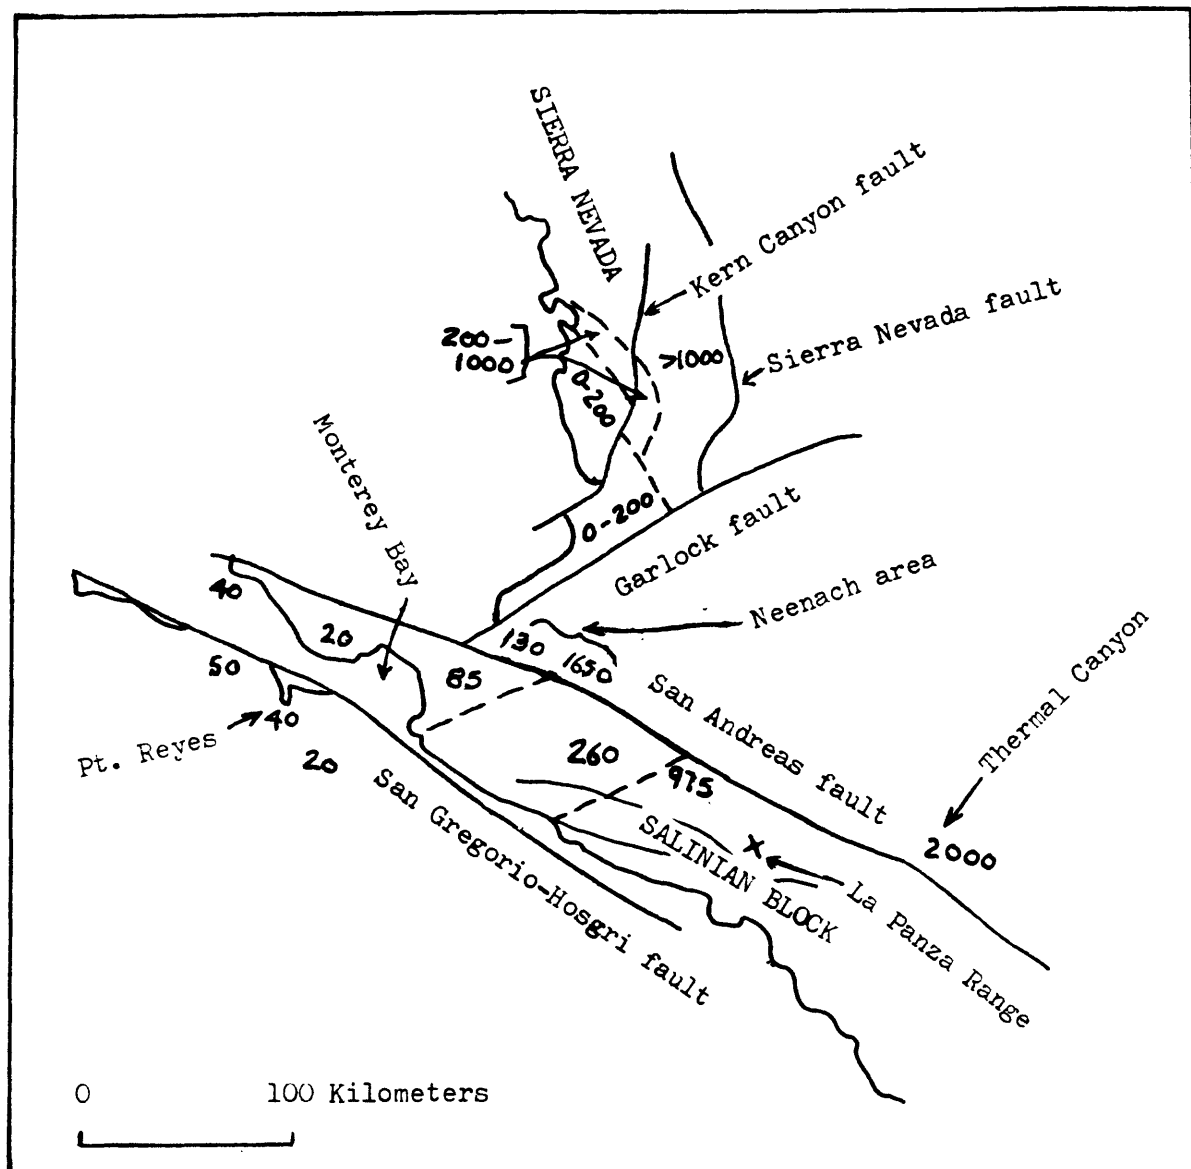 SIERRA NEVADA
Kern Canyon fault
Sierra Nevada fault
200-
1000
>1000
0-200
Monterey Bay
0-200
Garlock fault
Neenach area
40
20
130
1650
50
85
San Andreas fault
Thermal Canyon
Pt. Reyes
40
20
260
975
San Gregorio-Hosgri fault
SALINIAN BLOCK
X
2000
La Panza Range
0 100 Kilometers